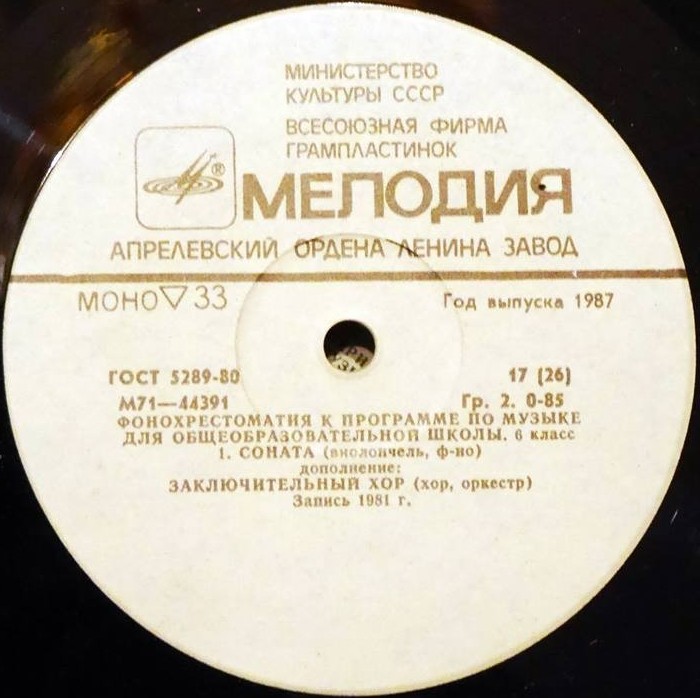 МИНИСТЕРСТВО
КУЛЬТУРЫ СССР
ВСЕСОЮЗНАЯ ФИРМА
ГРАМПЛАСТИНОК
®
МЕЛОДИЯ
АПРЕЛЕВСКИЙ ОРДЕНА ЛЕНИНА ЗАВОД
МОНО ▽ 33
Год выпуска 1987
ГОСТ 5289-80
17 (26)
М71—44391
Гр. 2. 0-85
ФОНОХРЕСТОМАТИЯ К ПРОГРАММЕ ПО МУЗЫКЕ
ДЛЯ ОБЩЕОБРАЗОВАТЕЛЬНОЙ ШКОЛЫ. 6 класс
1. СОНАТА (виолончель, ф-но)
дополнение:
ЗАКЛЮЧИТЕЛЬНЫЙ ХОР (хор, оркестр)
Запись 1981 г.